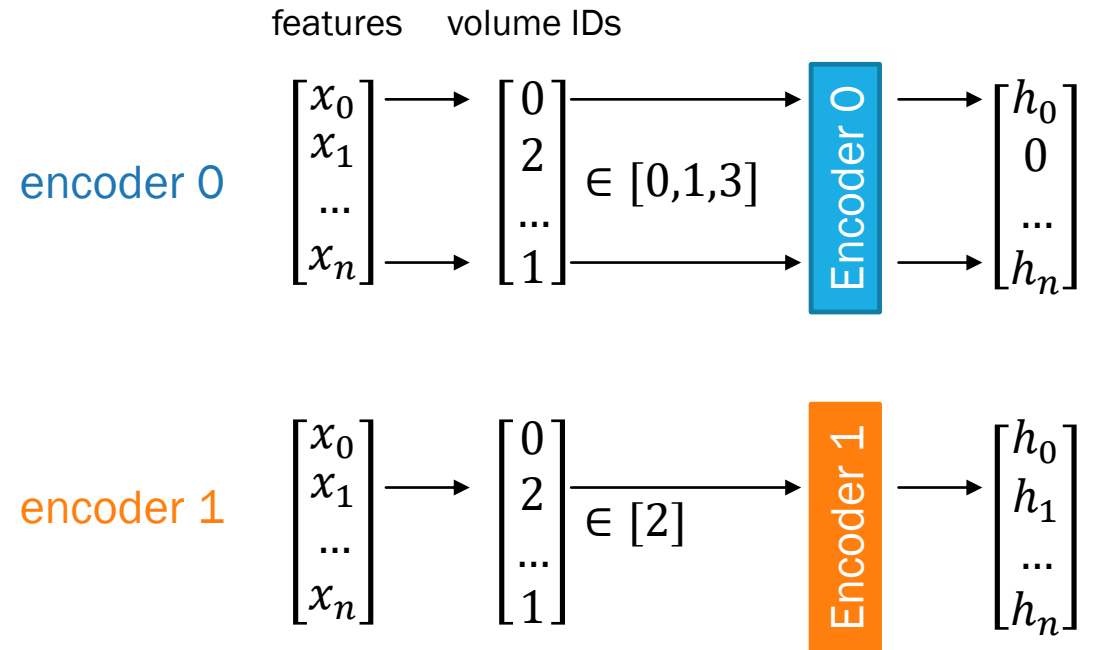 features volume IDs
encoder 0
x₀
x₁
...
xₙ
0
2
...
1
∈ [0,1,3]
Encoder 0
h₀
0
...
hₙ
encoder 1
x₀
x₁
...
xₙ
0
2
...
1
∈ [2]
Encoder 1
h₀
h₁
...
hₙ